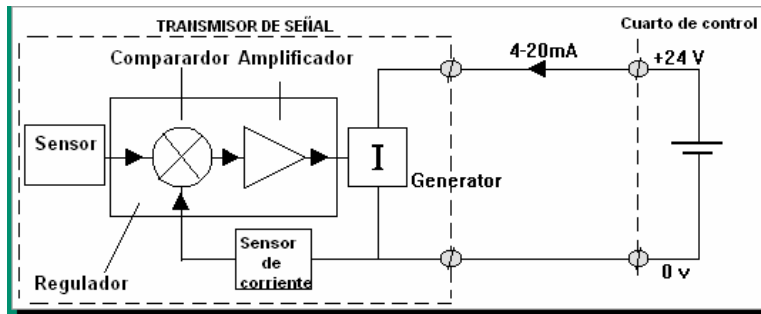 TRANSMISOR DE SEÑAL
Cuarto de control
Comparardor Amplificador
4-20mA
+24 V
Sensor
I
Generator
Sensor
de
corriente
Regulador
0 v